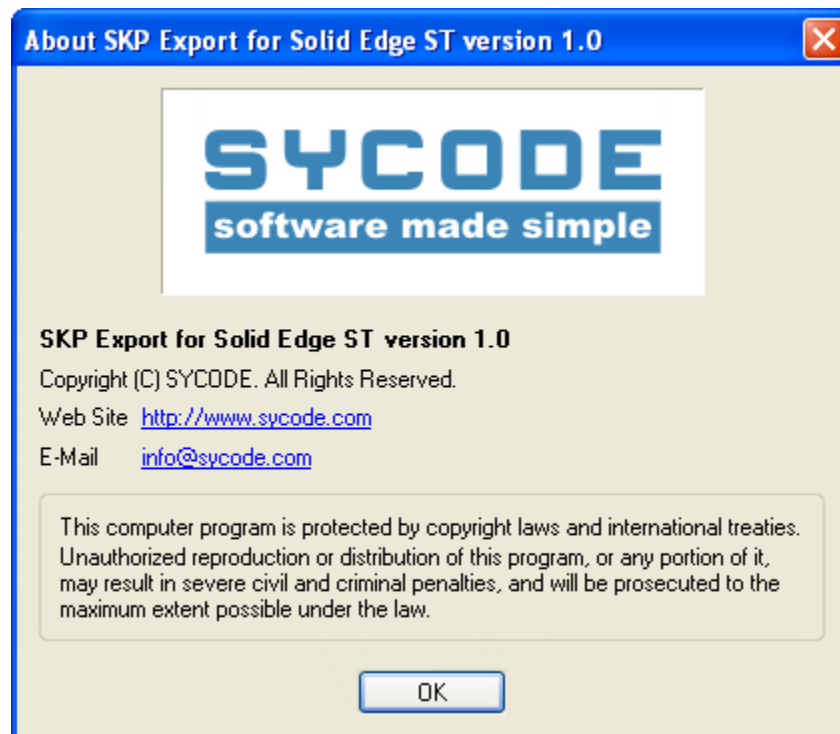 About SKP Export for Solid Edge ST version 1.0
SYCODE
software made simple
SKP Export for Solid Edge ST version 1.0
Copyright (C) SYCODE. All Rights Reserved.
Web Site http://www.sycode.com
E-Mail info@sycode.com
This computer program is protected by copyright laws and international treaties.
Unauthorized reproduction or distribution of this program, or any portion of it,
may result in severe civil and criminal penalties, and will be prosecuted to the
maximum extent possible under the law.
OK